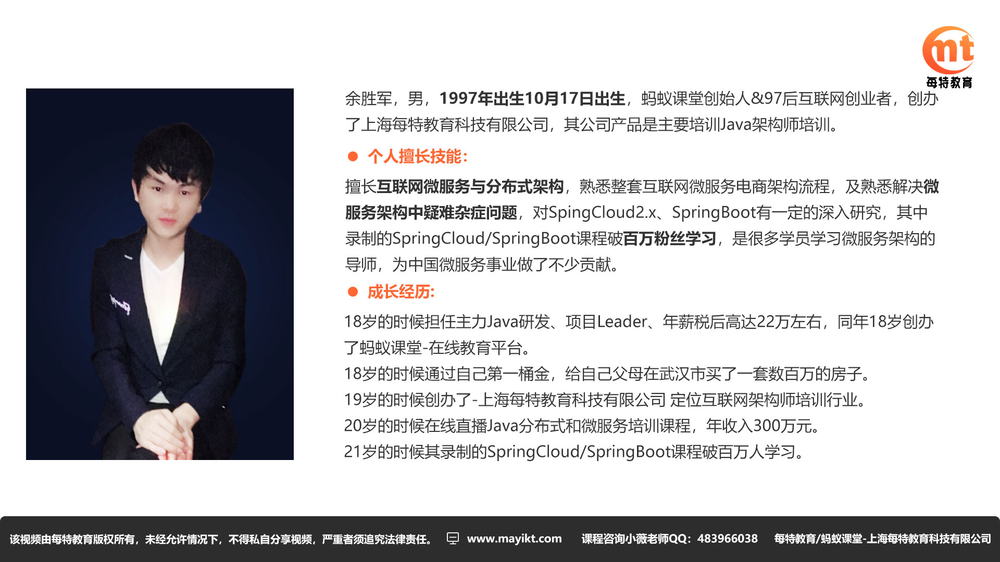 mt
每特教育
余胜军，男，1997年出生10月17日出生，蚂蚁课堂创始人&97后互联网创业者，创办
了上海每特教育科技有限公司，其公司产品是主要培训Java架构师培训。
● 个人擅长技能：
擅长互联网微服务与分布式架构，熟悉整套互联网微服务电商架构流程，及熟悉解决微
服务架构中疑难杂症问题，对SpingCloud2.x、SpringBoot有一定的深入研究，其中
录制的SpringCloud/SpringBoot课程破百万粉丝学习，是很多学员学习微服务架构的
导师，为中国微服务事业做了不少贡献。
● 成长经历:
18岁的时候担任主力Java研发、项目Leader、年薪税后高达22万左右，同年18岁创办
了蚂蚁课堂-在线教育平台。
18岁的时候通过自己第一桶金，给自己父母在武汉市买了一套数百万的房子。
19岁的时候创办了-上海每特教育科技有限公司 定位互联网架构师培训行业。
20岁的时候在线直播Java分布式和微服务培训课程，年收入300万元。
21岁的时候其录制的SpringCloud/SpringBoot课程破百万人学习。
该视频由每特教育版权所有，未经允许情况下，不得私自分享视频，严重者须追究法律责任。 www.mayikt.com 课程咨询小薇老师QQ：483966038 每特教育/蚂蚁课堂-上海每特教育科技有限公司